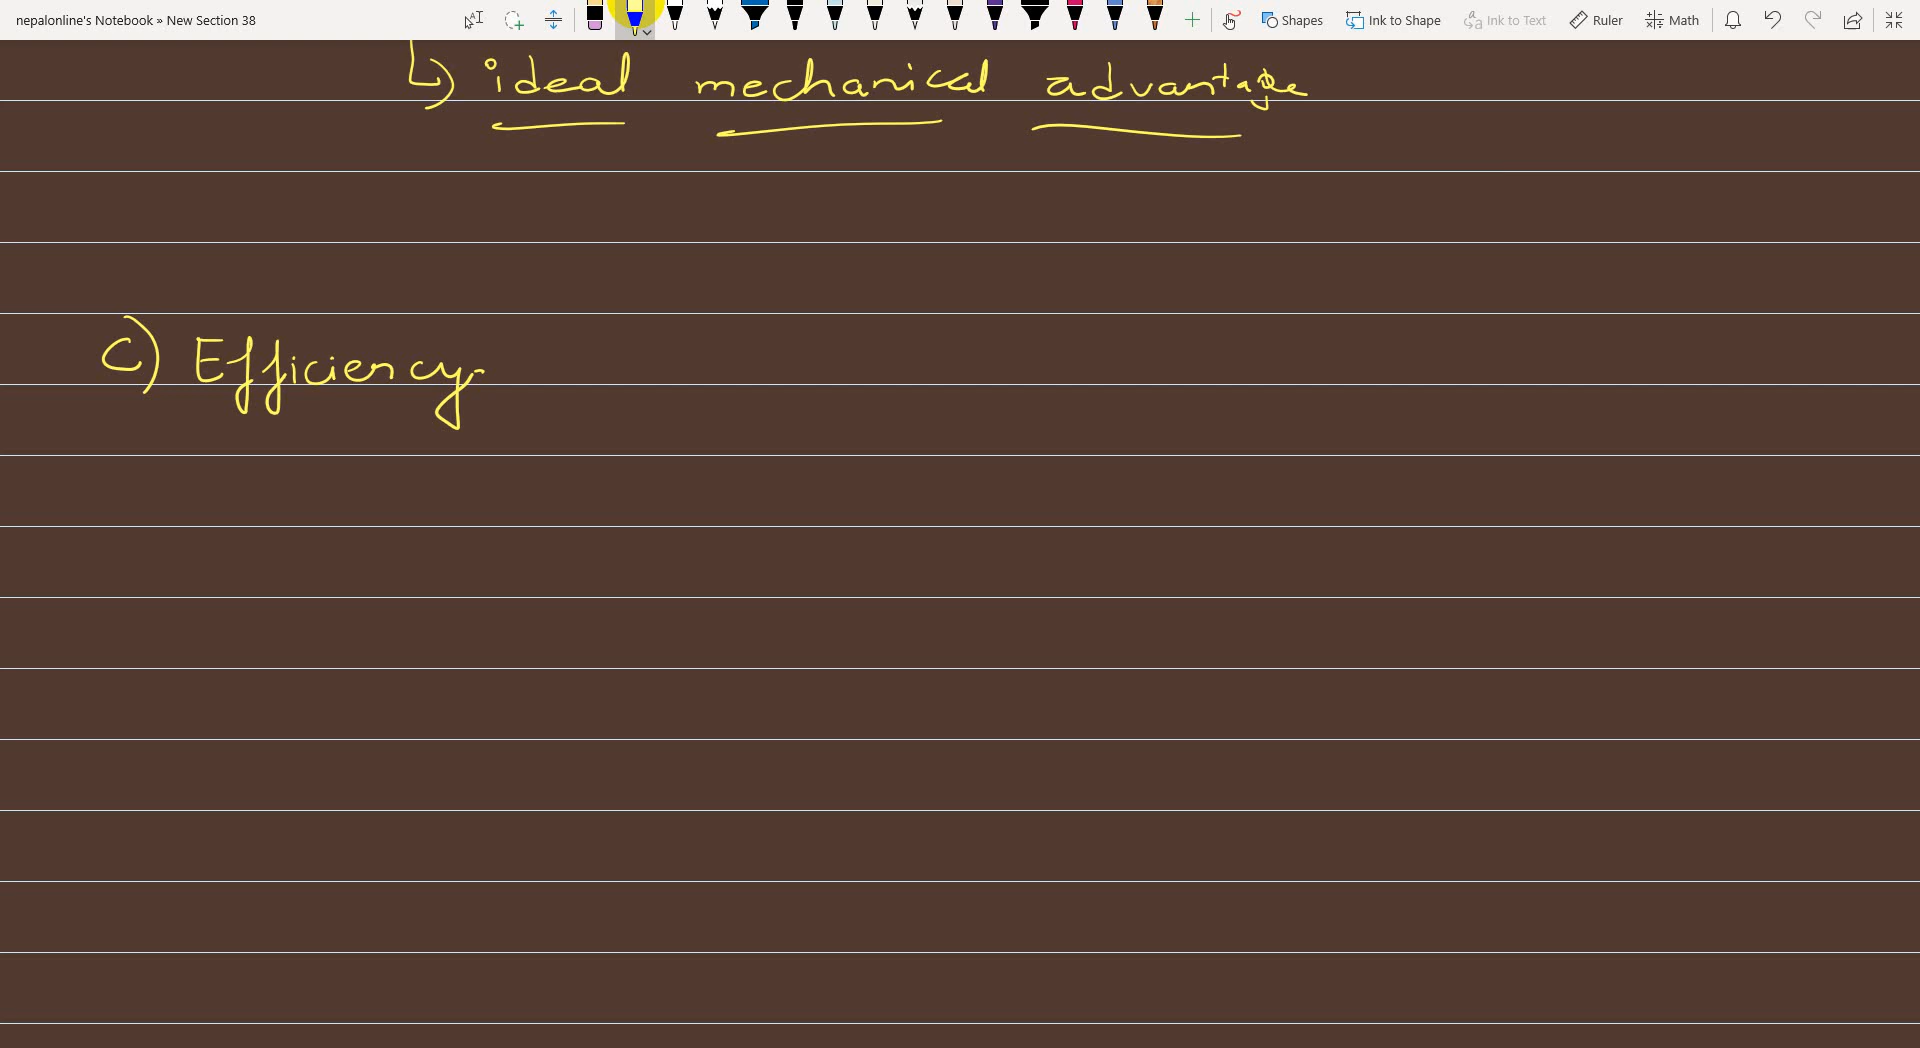 nepalonline's Notebook » New Section 38
Shapes Ink to Shape Ink to Text Ruler Math
ideal mechanical advantage
C) Efficiency